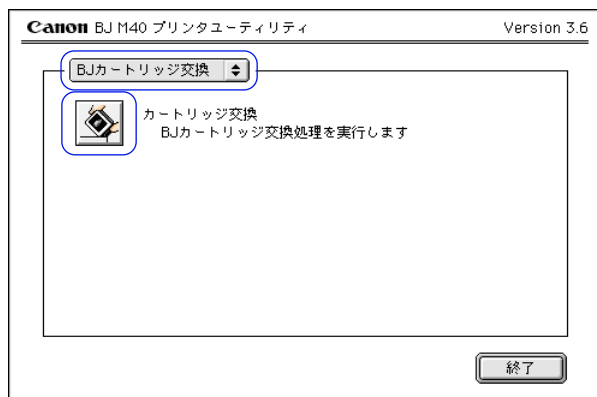 Canon BJ M40 プリンタユーティリティ Version 3.6
BJカートリッジ交換
カートリッジ交換
BJカートリッジ交換処理を実行します
終了